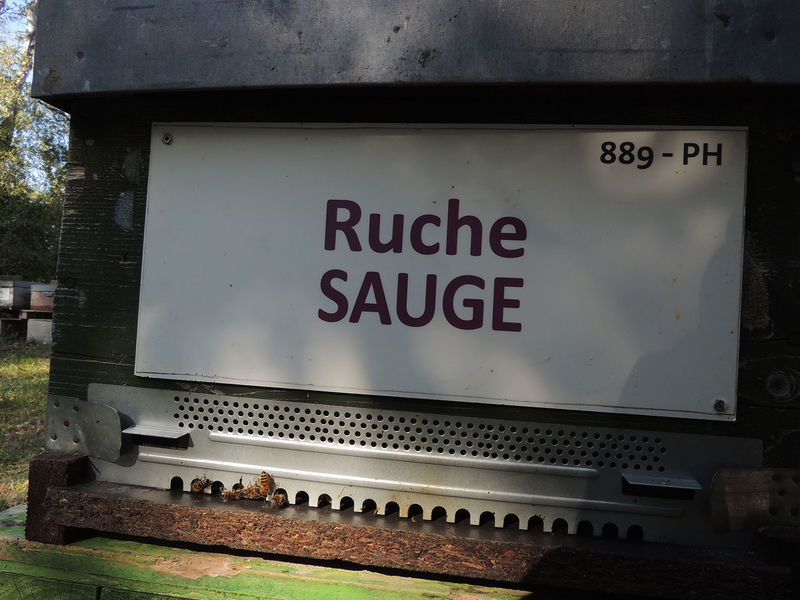 889 - PH
Ruche
SAUGE